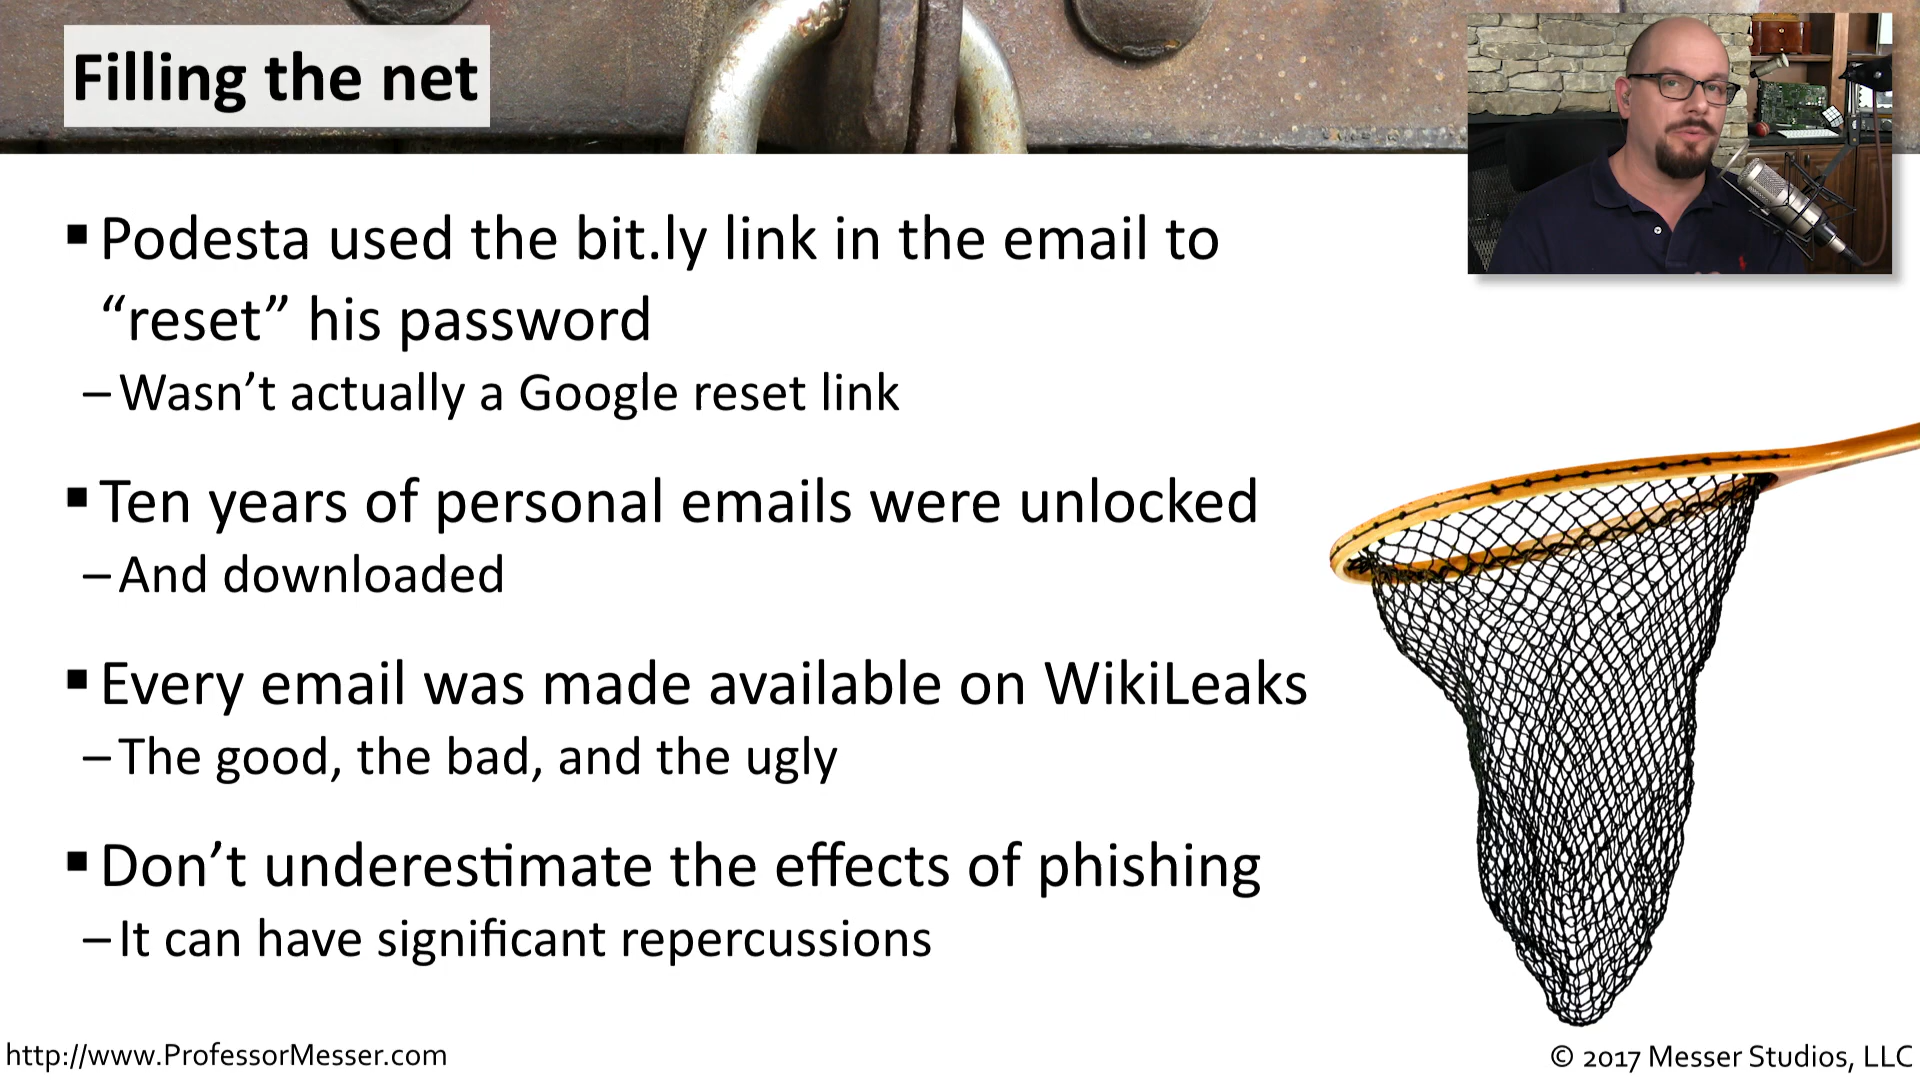 Filling the net
▪ Podesta used the bit.ly link in the email to
“reset” his password
– Wasn’t actually a Google reset link
▪ Ten years of personal emails were unlocked
– And downloaded
▪ Every email was made available on WikiLeaks
– The good, the bad, and the ugly
▪ Don’t underestimate the effects of phishing
– It can have significant repercussions
http://www.ProfessorMesser.com
© 2017 Messer Studios, LLC